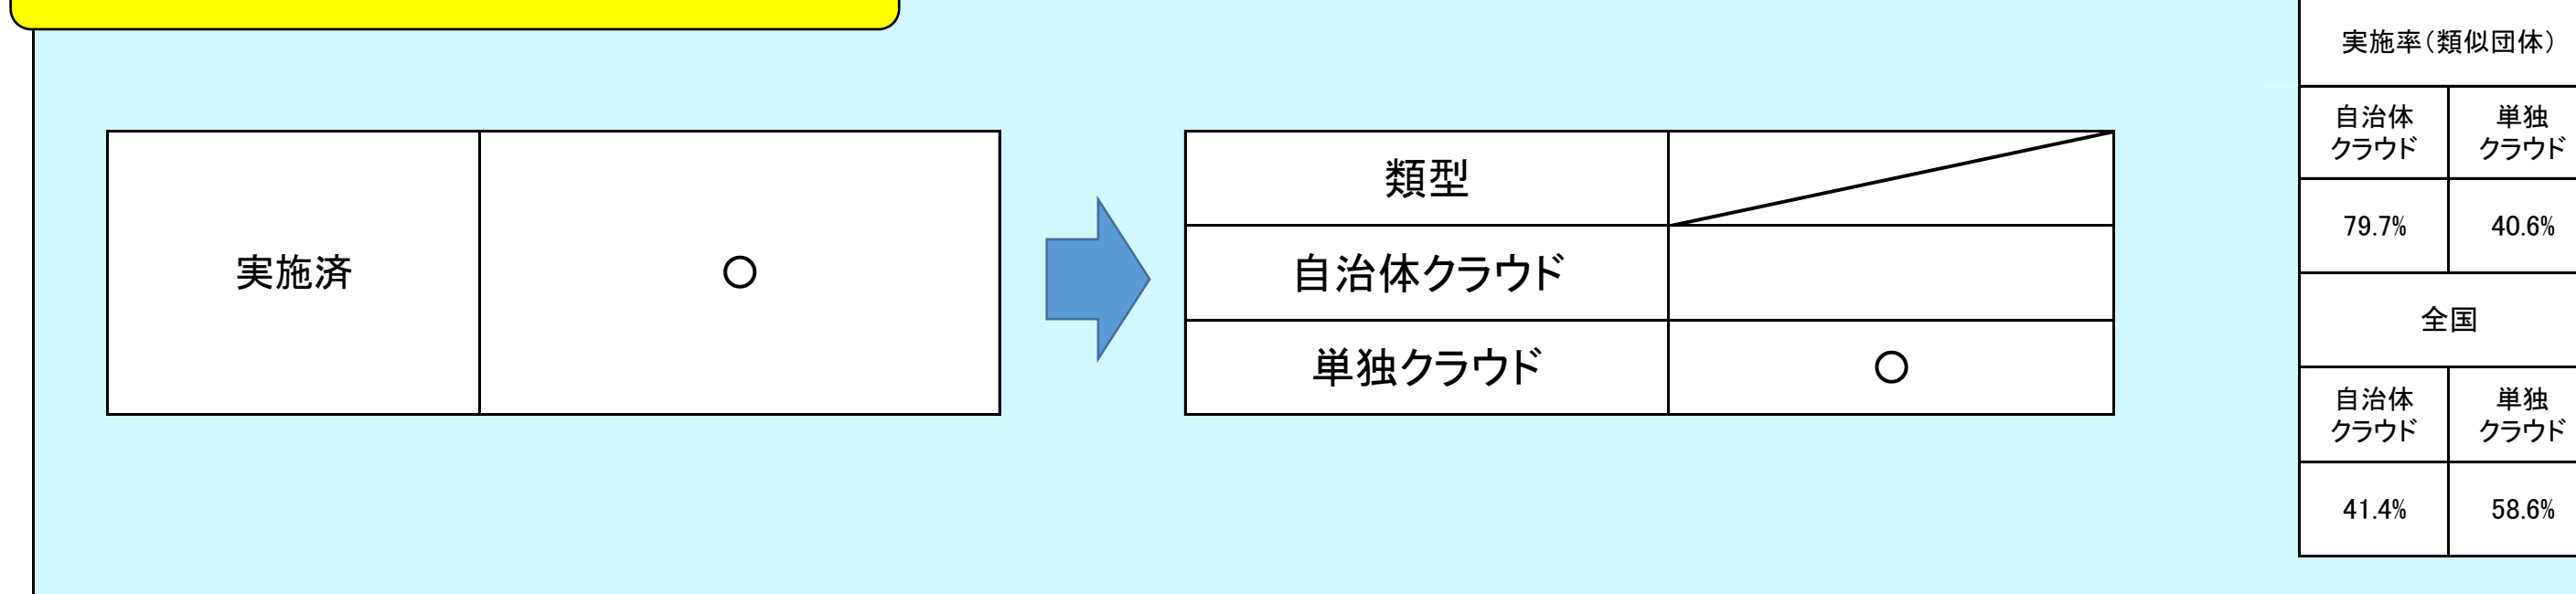 実施済
○
類型
自治体クラウド
単独クラウド
○
実施率(類似団体)
自治体
クラウド
単独
クラウド
79.7%
40.6%
全国
自治体
クラウド
単独
クラウド
41.4%
58.6%